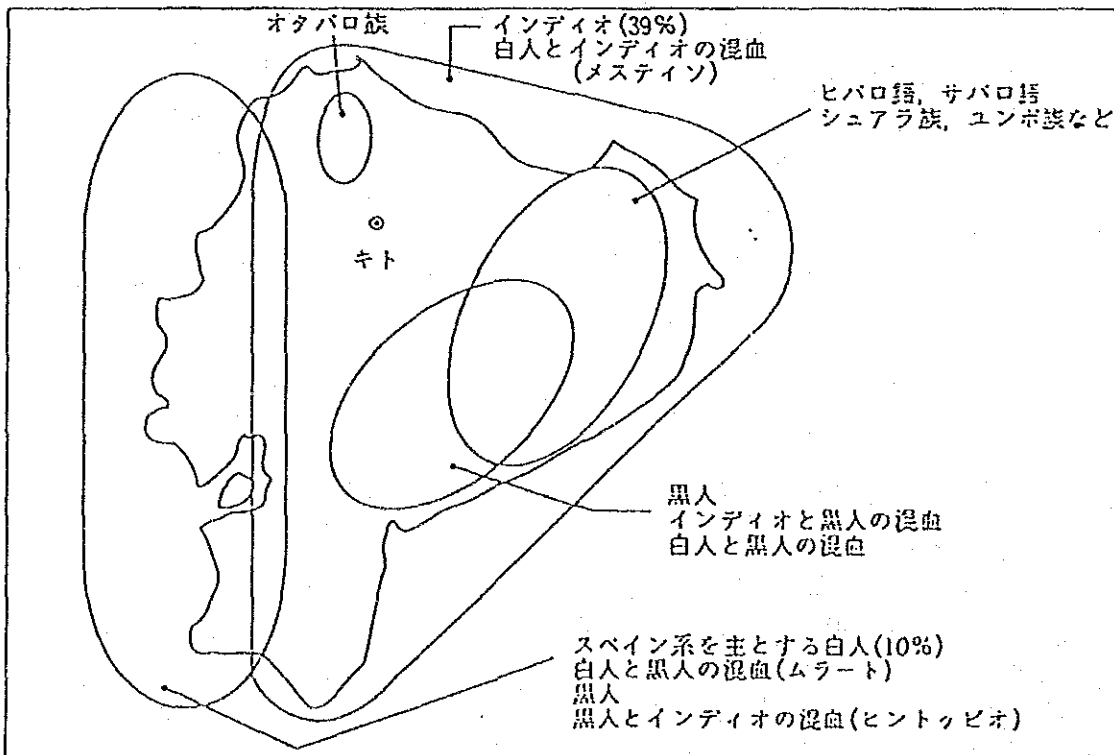 オタバロ族
インディオ(39%)
白人とインディオの混血
(メスティソ)
ヒバロ語, サパロ語
シュアラ族, ユンボ族など
キト
黒人
インディオと黒人の混血
白人と黒人の混血
スペイン系を主とする白人(10%)
白人と黒人の混血(ムラート)
黒人
黒人とインディオの混血(ヒントッビオ)